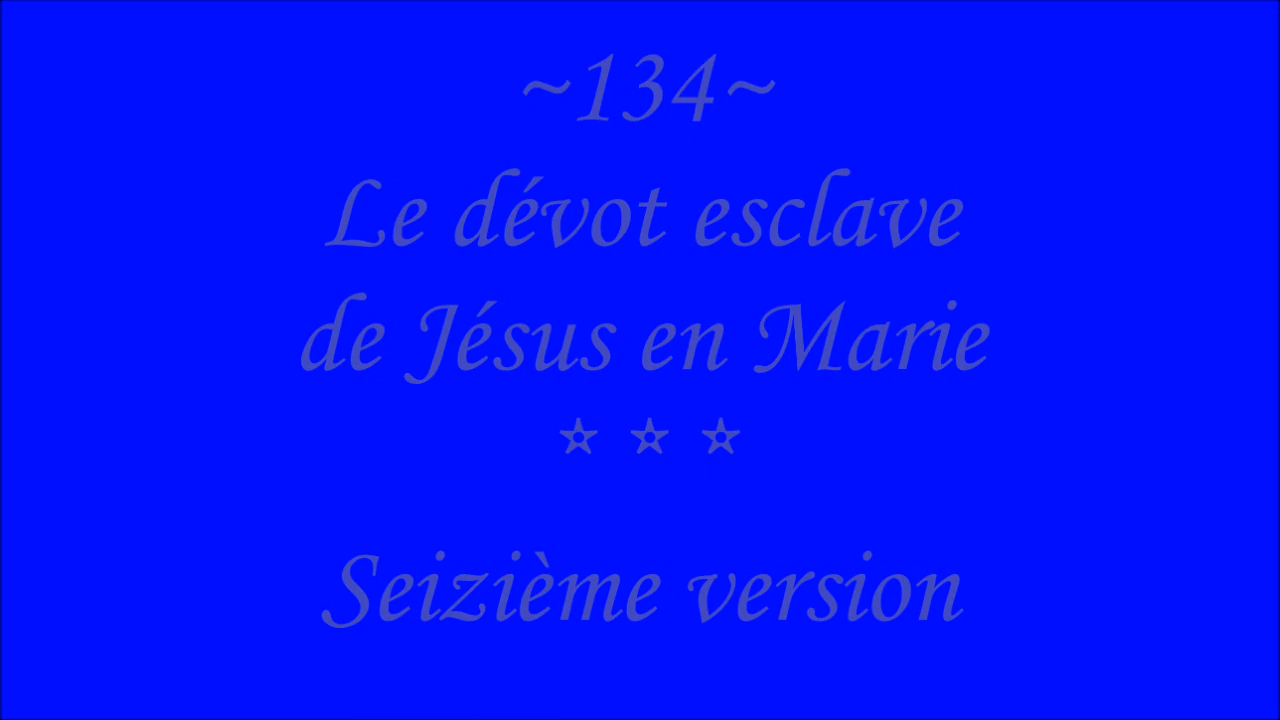 ~134~
Le dévot esclave
de Jésus en Marie
* * *
Seizième version